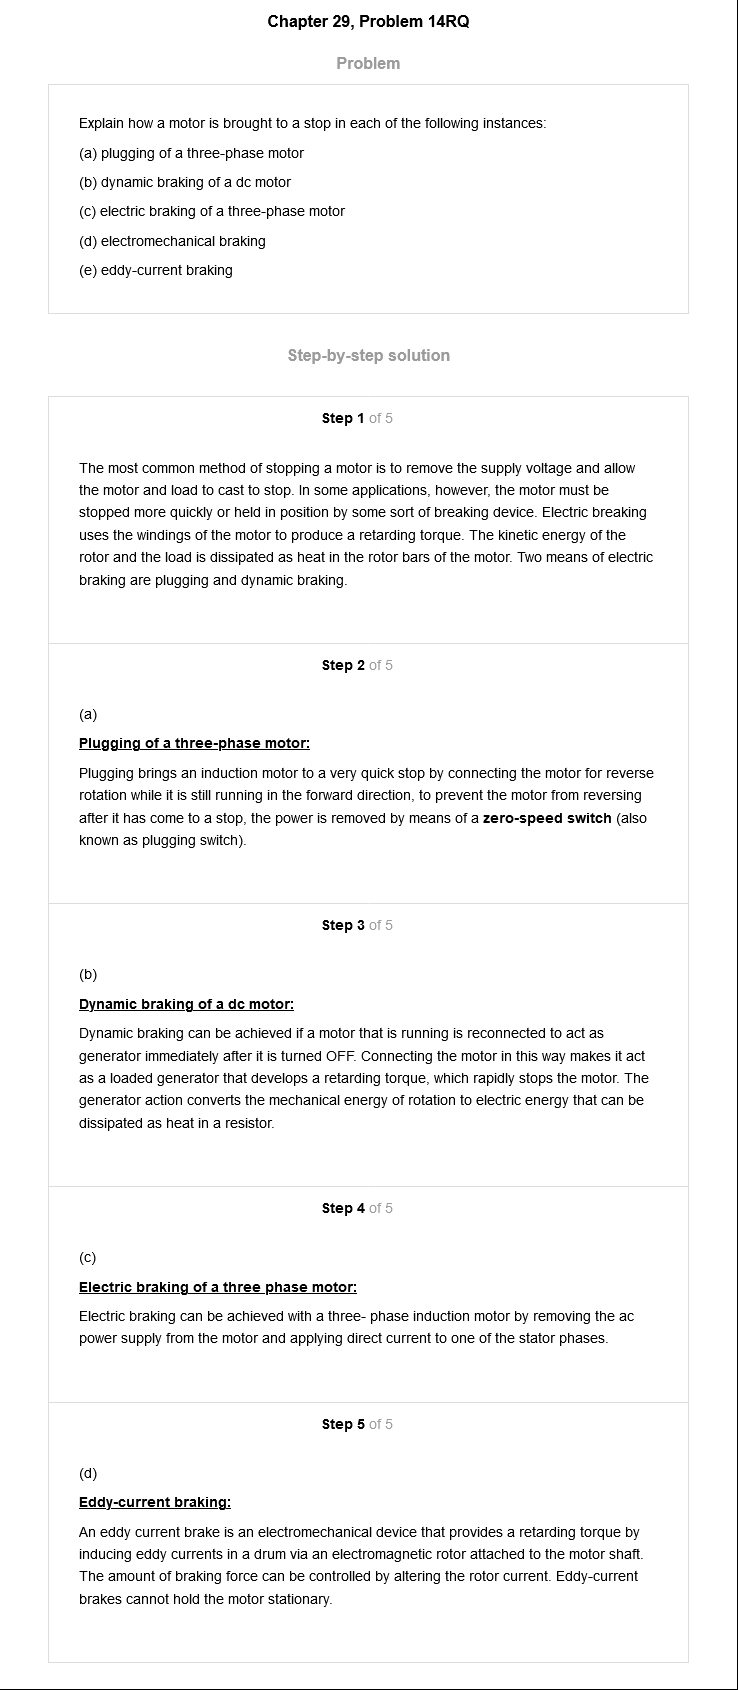 Chapter 29, Problem 14RQ
Problem
Explain how a motor is brought to a stop in each of the following instances:
(a) plugging of a three-phase motor
(b) dynamic braking of a dc motor
(c) electric braking of a three-phase motor
(d) electromechanical braking
(e) eddy-current braking
Step-by-step solution
Step 1 of 5
The most common method of stopping a motor is to remove the supply voltage and allow
the motor and load to cast to stop. In some applications, however, the motor must be
stopped more quickly or held in position by some sort of breaking device. Electric breaking
uses the windings of the motor to produce a retarding torque. The kinetic energy of the
rotor and the load is dissipated as heat in the rotor bars of the motor. Two means of electric
braking are plugging and dynamic braking.
Step 2 of 5
(a)
Plugging of a three-phase motor:
Plugging brings an induction motor to a very quick stop by connecting the motor for reverse
rotation while it is still running in the forward direction, to prevent the motor from reversing
after it has come to a stop, the power is removed by means of a zero-speed switch (also
known as plugging switch).
Step 3 of 5
(b)
Dynamic braking of a dc motor:
Dynamic braking can be achieved if a motor that is running is reconnected to act as
generator immediately after it is turned OFF. Connecting the motor in this way makes it act
as a loaded generator that develops a retarding torque, which rapidly stops the motor. The
generator action converts the mechanical energy of rotation to electric energy that can be
dissipated as heat in a resistor.
Step 4 of 5
(c)
Electric braking of a three phase motor:
Electric braking can be achieved with a three- phase induction motor by removing the ac
power supply from the motor and applying direct current to one of the stator phases.
Step 5 of 5
(d)
Eddy-current braking:
An eddy current brake is an electromechanical device that provides a retarding torque by
inducing eddy currents in a drum via an electromagnetic rotor attached to the motor shaft.
The amount of braking force can be controlled by altering the rotor current. Eddy-current
brakes cannot hold the motor stationary.